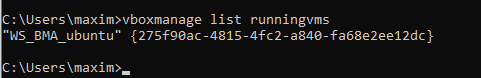 C:\Users\maxim>vboxmanage list runningvms
"WS_BMA_ubuntu" {275f90ac-4815-4fc2-a840-fa68e2ee12dc}
C:\Users\maxim>